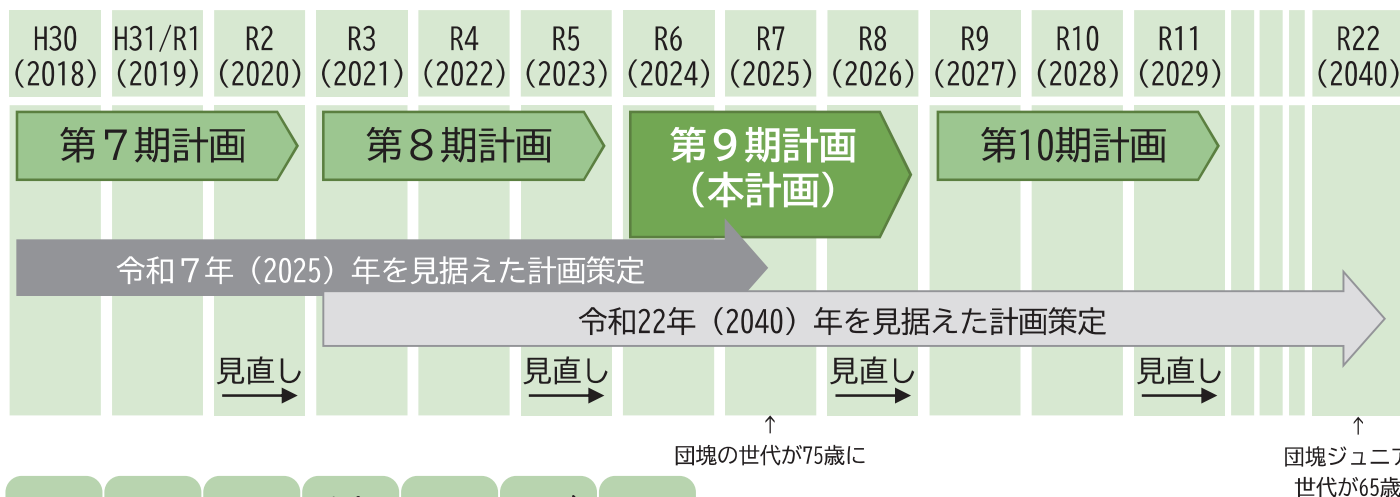 H30 H31/R1 R2 R3 R4 R5 R6 R7 R8 R9 R10 R11 R22
（2018）（2019）（2020）（2021）（2022）（2023）（2024）（2025）（2026）（2027）（2028）（2029）（2040）
第７期計画 第８期計画 第９期計画 第10期計画
（本計画）
令和７年（2025）年を見据えた計画策定
令和22年（2040）年を見据えた計画策定
見直し 見直し 見直し 見直し
↑ ↑
団塊の世代が75歳に 団塊ジュニア
世代が65歳